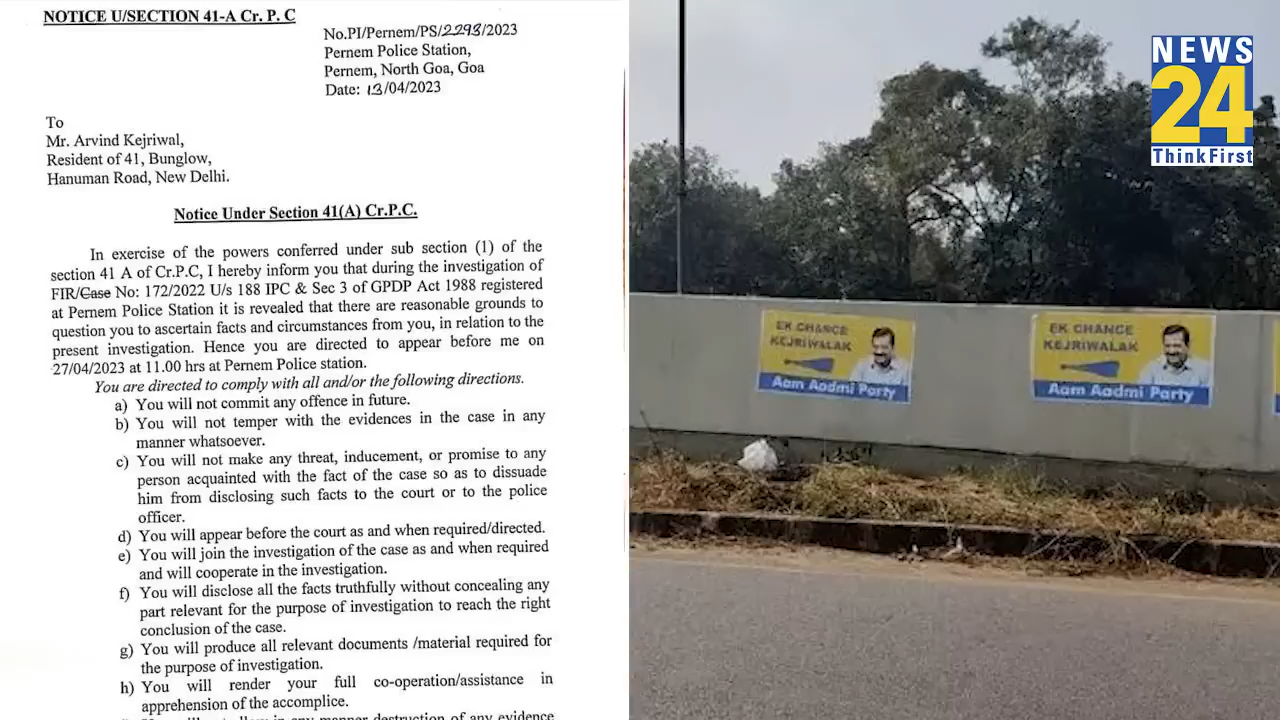 NOTICE U/SECTION 41-A Cr. P. C
No.PI/Pernem/PS/2293/2023
Pernem Police Station,
Pernem, North Goa, Goa
Date: 13/04/2023
To
Mr. Arvind Kejriwal,
Resident of 41, Bunglow,
Hanuman Road, New Delhi.
Notice Under Section 41(A) Cr.P.C.
In exercise of the powers conferred under sub section (1) of the
section 41 A of Cr.P.C, I hereby inform you that during the investigation of
FIR/Case No: 172/2022 U/s 188 IPC & Sec 3 of GPDP Act 1988 registered
at Pernem Police Station it is revealed that there are reasonable grounds to
question you to ascertain facts and circumstances from you, in relation to the
present investigation. Hence you are directed to appear before me on
27/04/2023 at 11.00 hrs at Pernem Police station.
You are directed to comply with all and/or the following directions.
a) You will not commit any offence in future.
b) You will not temper with the evidences in the case in any
manner whatsoever.
c) You will not make any threat, inducement, or promise to any
person acquainted with the fact of the case so as to dissuade
him from disclosing such facts to the court or to the police
officer.
d) You will appear before the court as and when required/directed.
e) You will join the investigation of the case as and when required
and will cooperate in the investigation.
f) You will disclose all the facts truthfully without concealing any
part relevant for the purpose of investigation to reach the right
conclusion of the case.
g) You will produce all relevant documents /material required for
the purpose of investigation.
h) You will render your full co-operation/assistance in
apprehension of the accomplice.
in any manner destruction of any evidence
NEWS
24
ThinkFirst
EK CHANCE
KEJRIWALAK
Aam Aadmi Party
EK CHANCE
KEJRIWALAK
Aam Aadmi Party